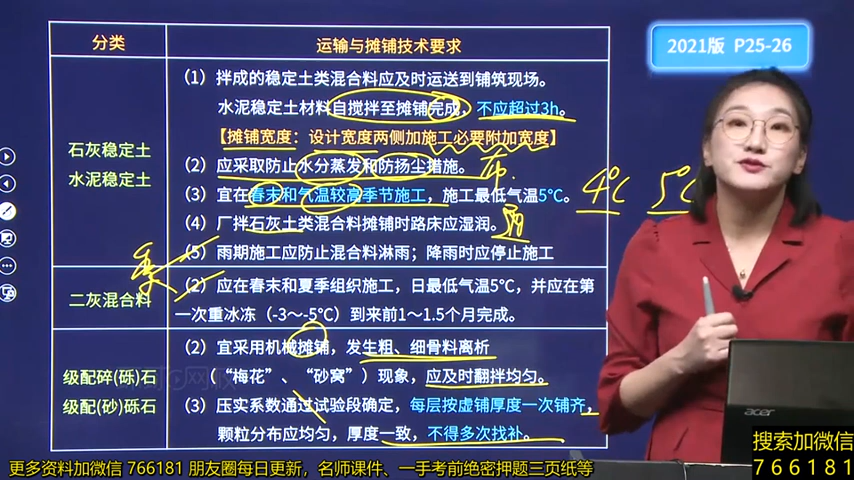 分类
运输与摊铺技术要求
2021版 P25-26
(1) 拌成的稳定土类混合料应及时运送到铺筑现场。
水泥稳定土材料自搅拌至摊铺完成，不应超过3h。
【摊铺宽度：设计宽度两侧加施工必要附加宽度】
石灰稳定土
水泥稳定土
(2) 应采取防止水分蒸发和防扬尘措施。
(3) 宜在春末和气温较高季节施工，施工最低气温5℃。
4℃ 5℃
(4) 厂拌石灰土类混合料摊铺时路床应湿润。
(5) 雨期施工应防止混合料淋雨；降雨时应停止施工
二灰混合料
(2) 应在春末和夏季组织施工，日最低气温5℃，并应在第
一次重冰冻（-3～-5℃）到来前1～1.5个月完成。
级配碎(砾)石
级配(砂)砾石
(2) 宜采用机械摊铺，发生粗、细骨料离析
（“梅花”、“砂窝”）现象，应及时翻拌均匀。
(3) 压实系数通过试验段确定，每层按虚铺厚度一次铺齐，
颗粒分布应均匀，厚度一致，不得多次找补。
acer
搜索加微信
766181
更多资料加微信 766181 朋友圈每日更新，名师课件、一手考前绝密押题三页纸等